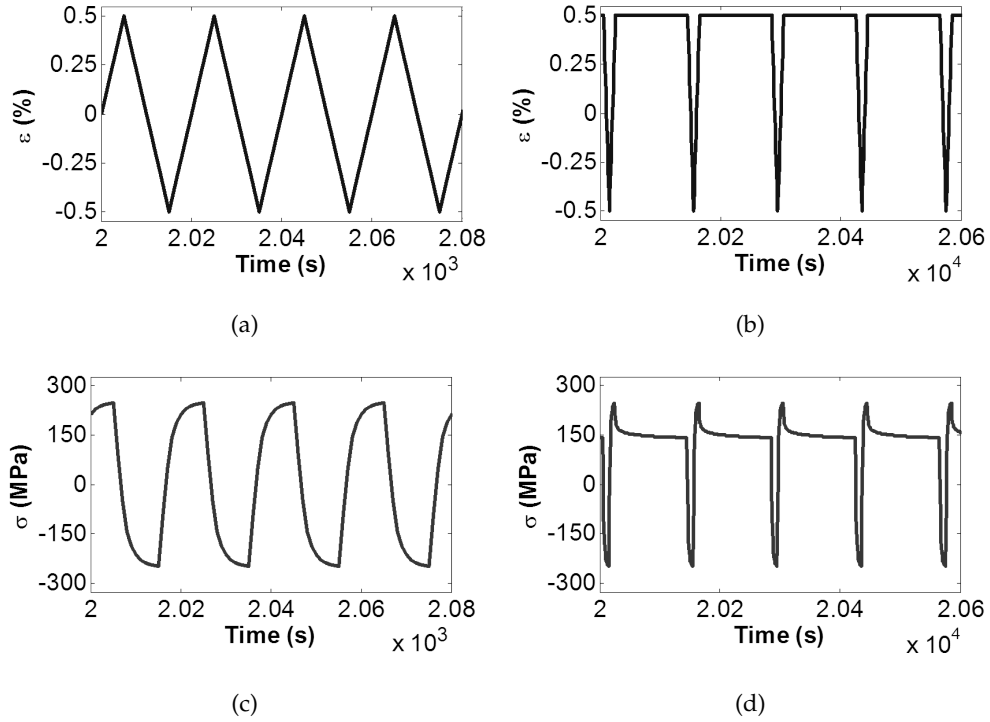 0.5
0.25
0
-0.25
-0.5
ε (%)
2 2.02 2.04 2.06 2.08
Time (s)
x 10³
(a)
0.5
0.25
0
-0.25
-0.5
ε (%)
2 2.02 2.04 2.06
Time (s)
x 10⁴
(b)
300
150
0
-150
-300
σ (MPa)
2 2.02 2.04 2.06 2.08
Time (s)
x 10³
(c)
300
150
0
-150
-300
σ (MPa)
2 2.02 2.04 2.06
Time (s)
x 10⁴
(d)